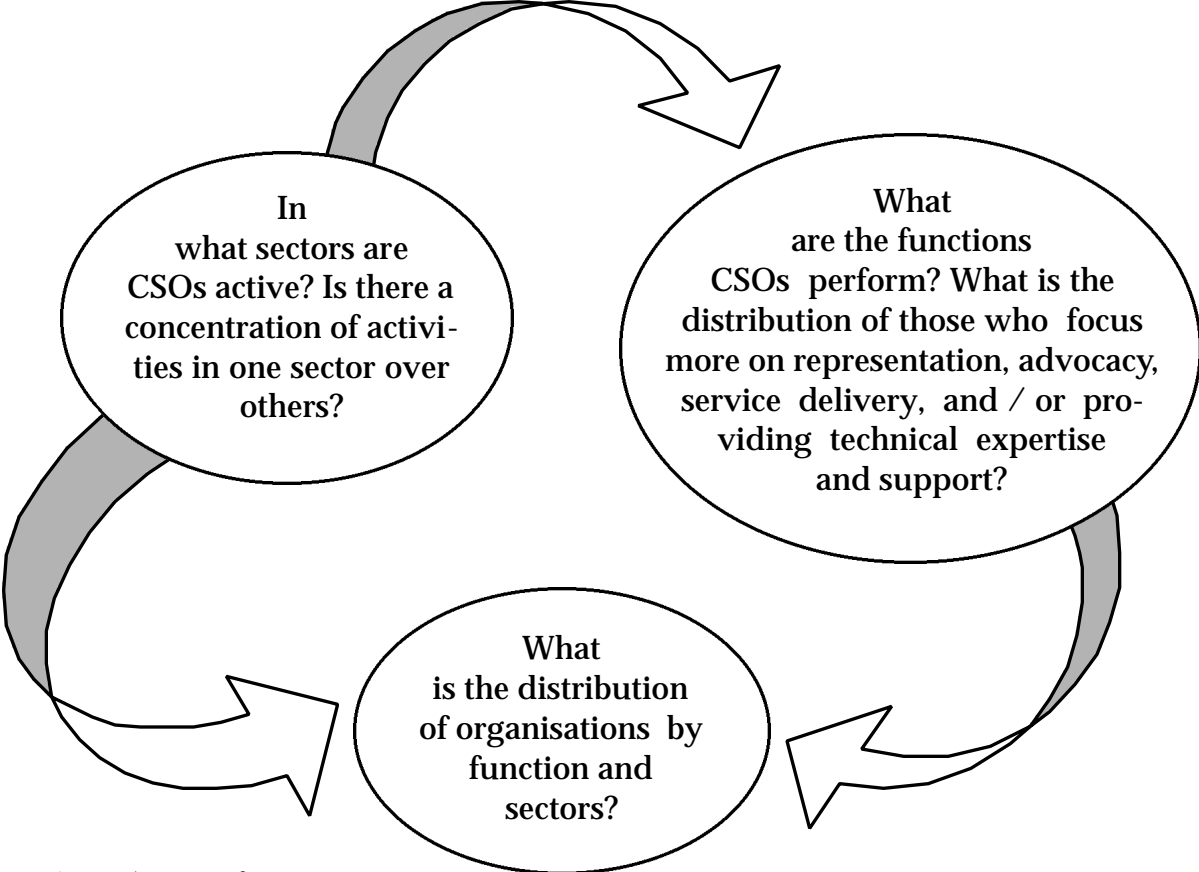 In
what sectors are
CSOs active? Is there a
concentration of activi-
ties in one sector over
others?
What
are the functions
CSOs perform? What is the
distribution of those who focus
more on representation, advocacy,
service delivery, and / or pro-
viding technical expertise
and support?
What
is the distribution
of organisations by
function and
sectors?